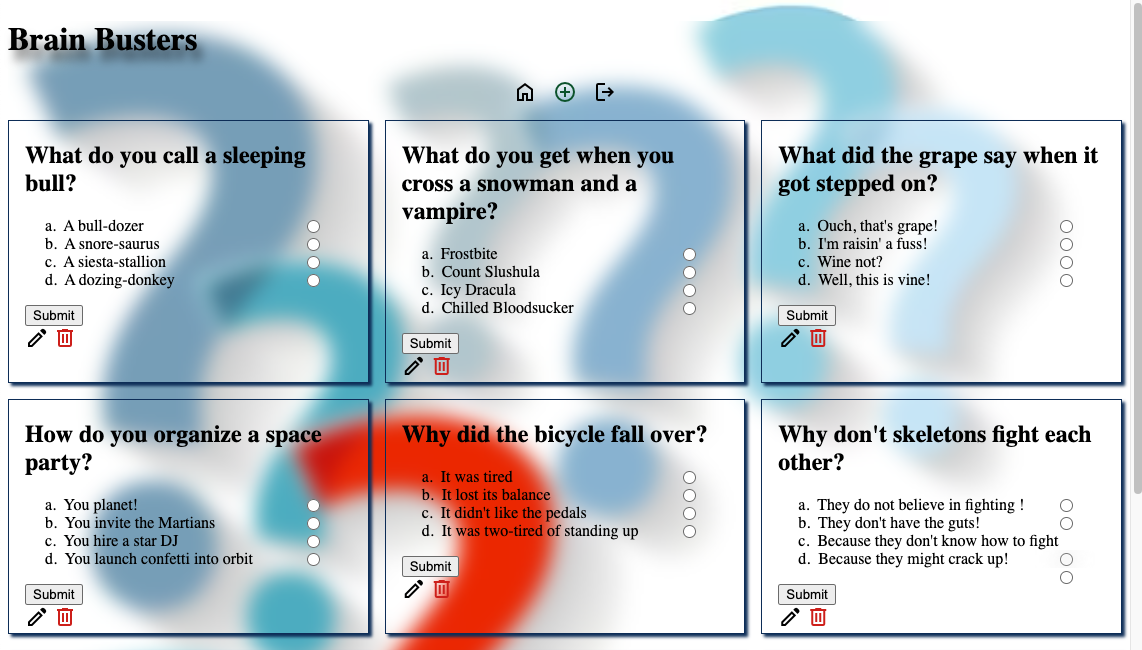 Brain Busters
What do you call a sleeping
bull?
a. A bull-dozer
b. A snore-saurus
c. A siesta-stallion
d. A dozing-donkey
Submit
What do you get when you
cross a snowman and a
vampire?
a. Frostbite
b. Count Slushula
c. Icy Dracula
d. Chilled Bloodsucker
Submit
What did the grape say when it
got stepped on?
a. Ouch, that's grape!
b. I'm raisin' a fuss!
c. Wine not?
d. Well, this is vine!
Submit
How do you organize a space
party?
a. You planet!
b. You invite the Martians
c. You hire a star DJ
d. You launch confetti into orbit
Submit
Why did the bicycle fall over?
a. It was tired
b. It lost its balance
c. It didn't like the pedals
d. It was two-tired of standing up
Submit
Why don't skeletons fight each
other?
a. They do not believe in fighting !
b. They don't have the guts!
c. Because they don't know how to fight
d. Because they might crack up!
Submit